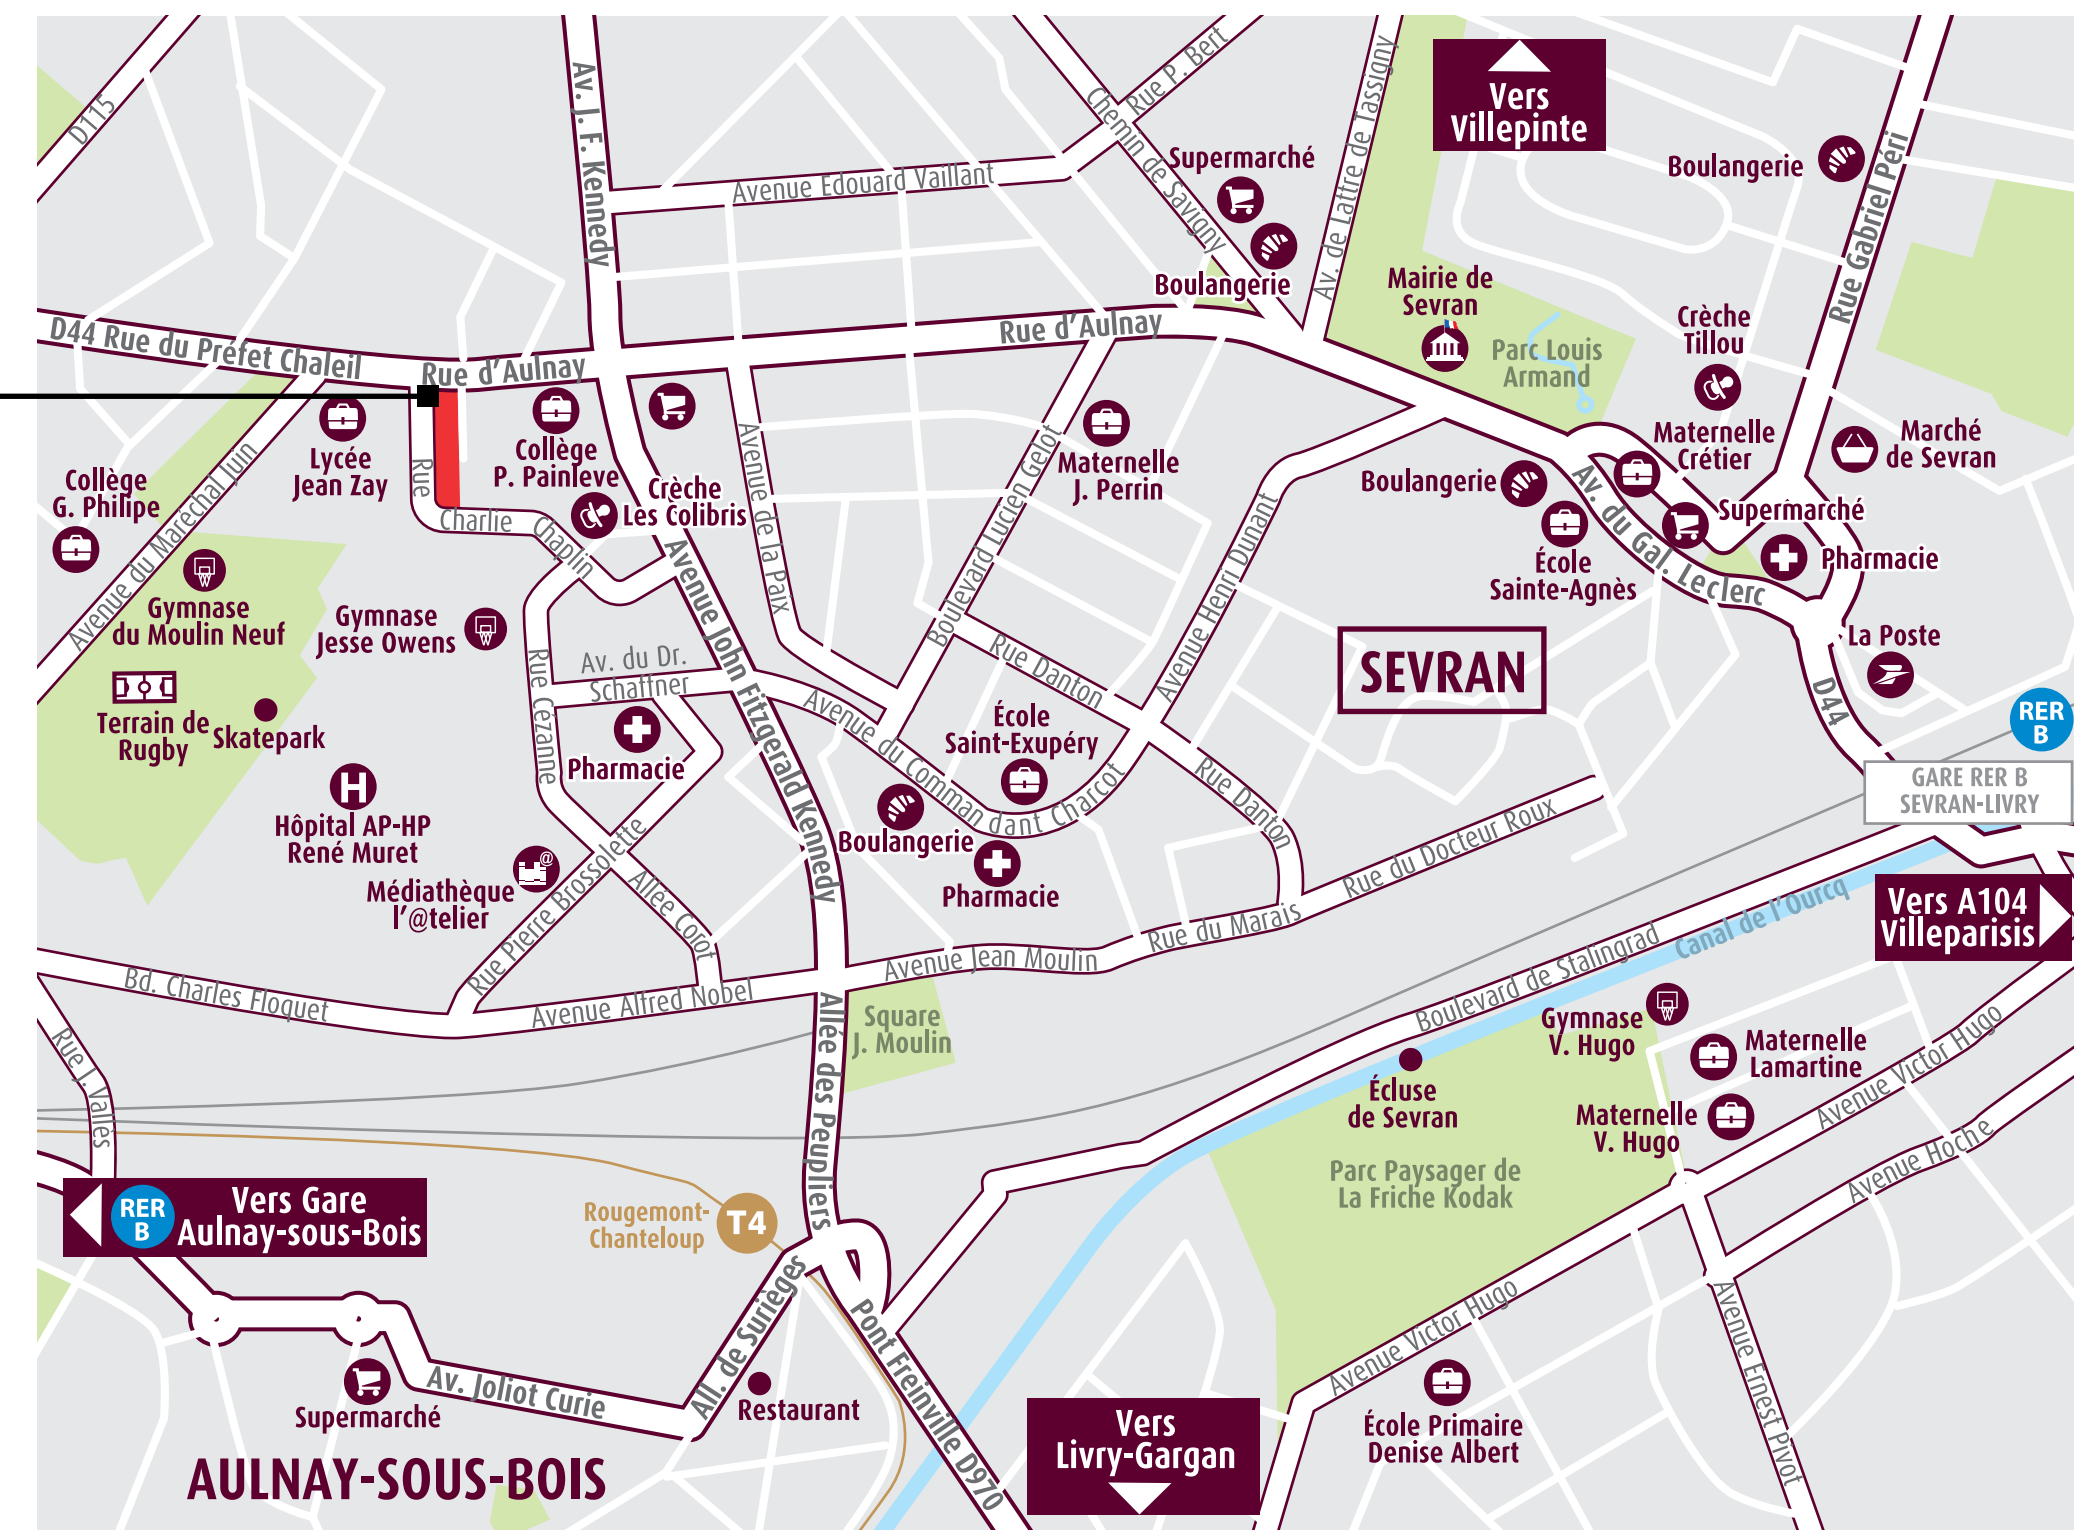 D115
Av. J. F. Kennedy
Rue P. Bert
Chemin de Savigny
Av. de Lattre de Tassigny
Vers
Villepinte
Avenue Edouard Vaillant
Supermarché
Boulangerie
Boulangerie
Rue Gabriel Péri
Mairie de
Sevran
Parc Louis
Armand
Crèche
Tillou
D44 Rue du Préfet Chaleil
Rue d'Aulnay
Rue d'Aulnay
Lycée
Jean Zay
Collège
P. Painleve
Crèche
Les Colibris
Collège
G. Philipe
Avenue du Maréchal Juin
Rue
Charlie
Chaplin
Avenue de la Paix
Boulevard Lucien Gelot
Maternelle
J. Perrin
Avenue Henri Dunant
Boulangerie
Maternelle
Crétier
Marché
de Sevran
Supermarché
Pharmacie
École
Sainte-Agnès
Av. du Gal. Leclerc
La Poste
D44
RER
B
GARE RER B
SEVRAN-LIVRY
Gymnase
du Moulin Neuf
Gymnase
Jesse Owens
Terrain de
Rugby
Skatepark
H
Hôpital AP-HP
René Muret
@
Médiathèque
l'@telier
Av. du Dr.
Schaffner
Rue Cézanne
Pharmacie
Avenue John Fitzgerald Kennedy
Avenue du Commandant Charcot
Rue Danton
Rue Danton
École
Saint-Exupéry
Boulangerie
Pharmacie
SEVRAN
Rue Pierre Brossolette
Allée Corot
Rue du Docteur Roux
Rue du Marais
Avenue Jean Moulin
Avenue Alfred Nobel
Bd. Charles Floquet
Rue J. Vallés
Square
J. Moulin
Allée des Peupliers
Boulevard de Stalingrad
Canal de l'Ourcq
Vers A104
Villeparisis
Gymnase
V. Hugo
Maternelle
Lamartine
Maternelle
V. Hugo
Écluse
de Sevran
Parc Paysager de
La Friche Kodak
Avenue Victor Hugo
Avenue Hoche
Avenue Victor Hugo
Avenue Ernest Pivot
RER
B
Vers Gare
Aulnay-sous-Bois
Rougemont-
Chanteloup
T4
All. de Surièges
Pont Freinville D970
Restaurant
Av. Joliot Curie
Supermarché
AULNAY-SOUS-BOIS
Vers
Livry-Gargan
École Primaire
Denise Albert